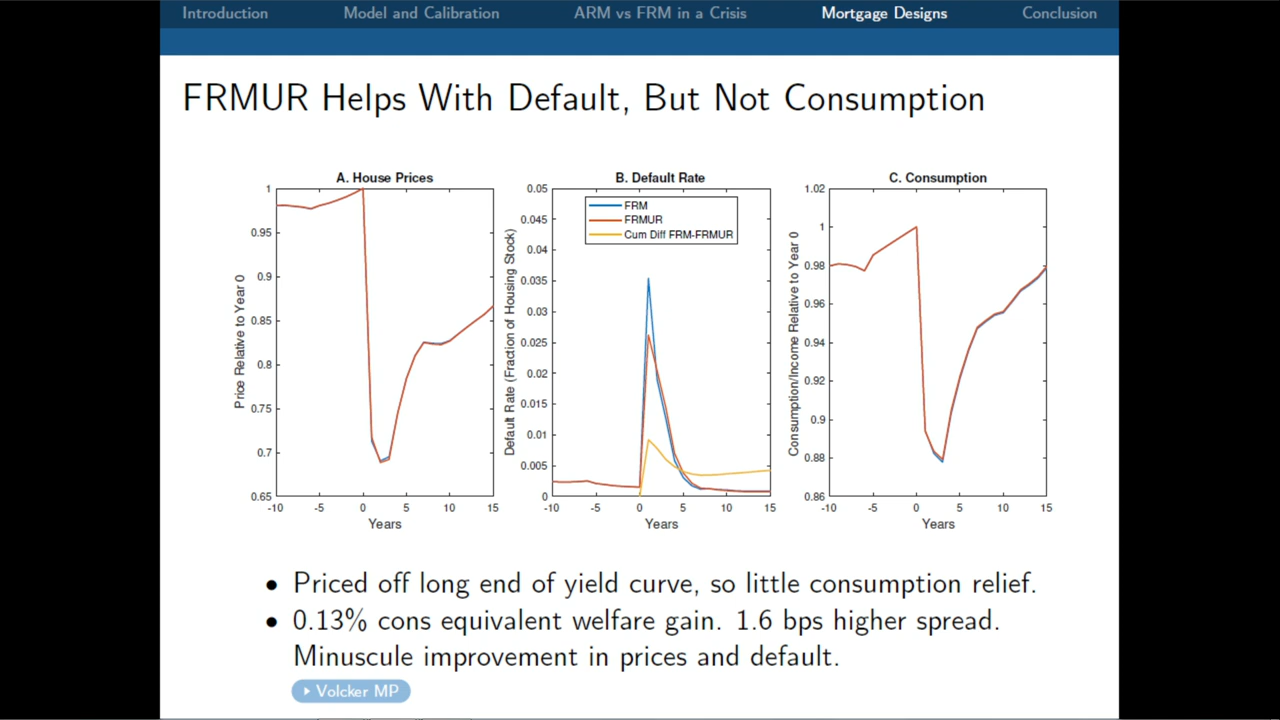 Introduction Model and Calibration ARM vs FRM in a Crisis Mortgage Designs Conclusion
FRMUR Helps With Default, But Not Consumption
A. House Prices
Price Relative to Year 0
1
0.95
0.9
0.85
0.8
0.75
0.7
0.65
-10 -5 0 5 10 15
Years
B. Default Rate
FRM
FRMUR
Cum Diff FRM-FRMUR
Default Rate (Fraction of Housing Stock)
0.05
0.045
0.04
0.035
0.03
0.025
0.02
0.015
0.01
0.005
0
-10 -5 0 5 10 15
Years
C. Consumption
Consumption/Income Relative to Year 0
1.02
1
0.98
0.96
0.94
0.92
0.9
0.88
0.86
-10 -5 0 5 10 15
Years
• Priced off long end of yield curve, so little consumption relief.
• 0.13% cons equivalent welfare gain. 1.6 bps higher spread.
Minuscule improvement in prices and default.
Volcker MP